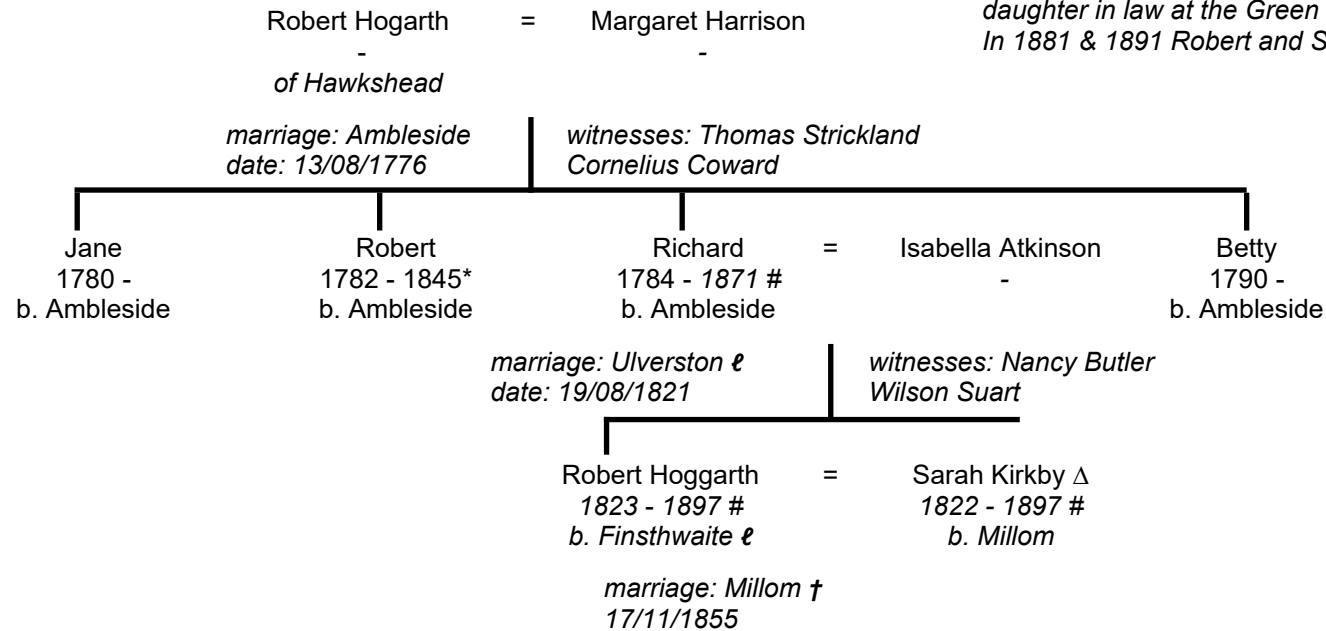 daughter in law at the Green
In 1881 & 1891 Robert and S
Robert Hogarth = Margaret Harrison
- -
of Hawkshead
marriage: Ambleside witnesses: Thomas Strickland
date: 13/08/1776 Cornelius Coward
Jane Robert Richard = Isabella Atkinson Betty
1780 - 1782 - 1845* 1784 - 1871 # - 1790 -
b. Ambleside b. Ambleside b. Ambleside b. Ambleside
marriage: Ulverston ℓ witnesses: Nancy Butler
date: 19/08/1821 Wilson Suart
Robert Hoggarth = Sarah Kirkby Δ
1823 - 1897 # 1822 - 1897 #
b. Finsthwaite ℓ b. Millom
marriage: Millom †
17/11/1855